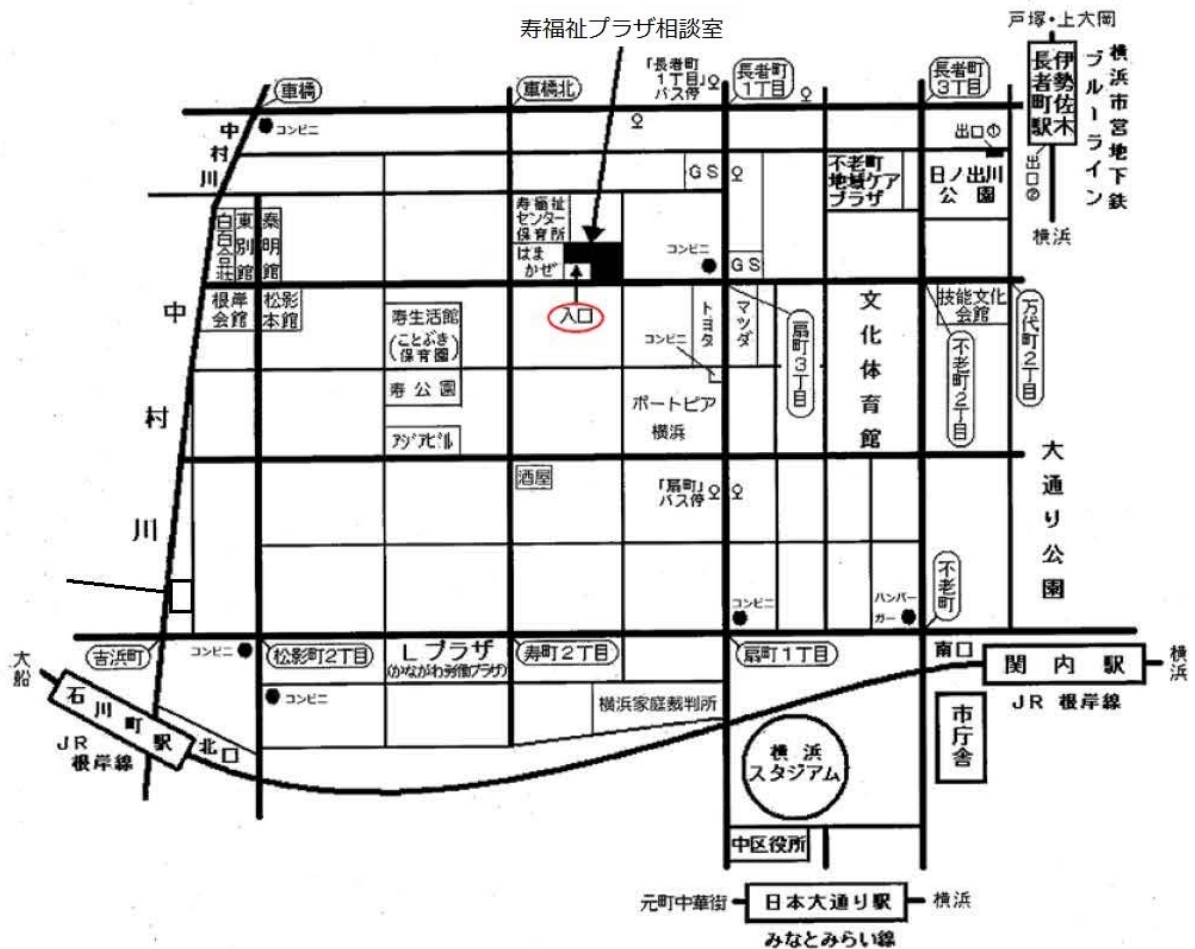 寿福祉プラザ相談室
戸塚・上大岡
伊勢佐木
長者町駅
横浜市営地下鉄
ブルーライン
出口②
横浜
車橋
車橋北
「長者町
1丁目」
バス停
長者町
1丁目
長者町
3丁目
中村川
コンビニ
出口①
GS
不老町
地域ケア
プラザ
日ノ出川
公園
白百合荘
東別館
泰明館
寿福祉
センター
保育所
はま
かぜ
コンビニ
GS
入口
根岸
会館
松影
本館
寿生活館
(ことぶき
保育園)
寿公園
アジアビル
トヨタ
マツダ
コンビニ
扇町3丁目
文化体育館
技能文化
会館
不老町2丁目
万代町2丁目
ポートピア
横浜
中村川
酒屋
「扇町」
バス停
大通り公園
コンビニ
ハンバー
ガー
不老町
吉浜町
コンビニ
松影町2丁目
Lプラザ
(かながわ労働プラザ)
寿町2丁目
扇町1丁目
南口
関内駅
横浜
JR 根岸線
大船
石川町駅
JR
根岸線
北口
コンビニ
横浜家庭裁判所
横浜
スタジアム
市庁舎
中区役所
元町中華街
日本大通り駅
横浜
みなとみらい線